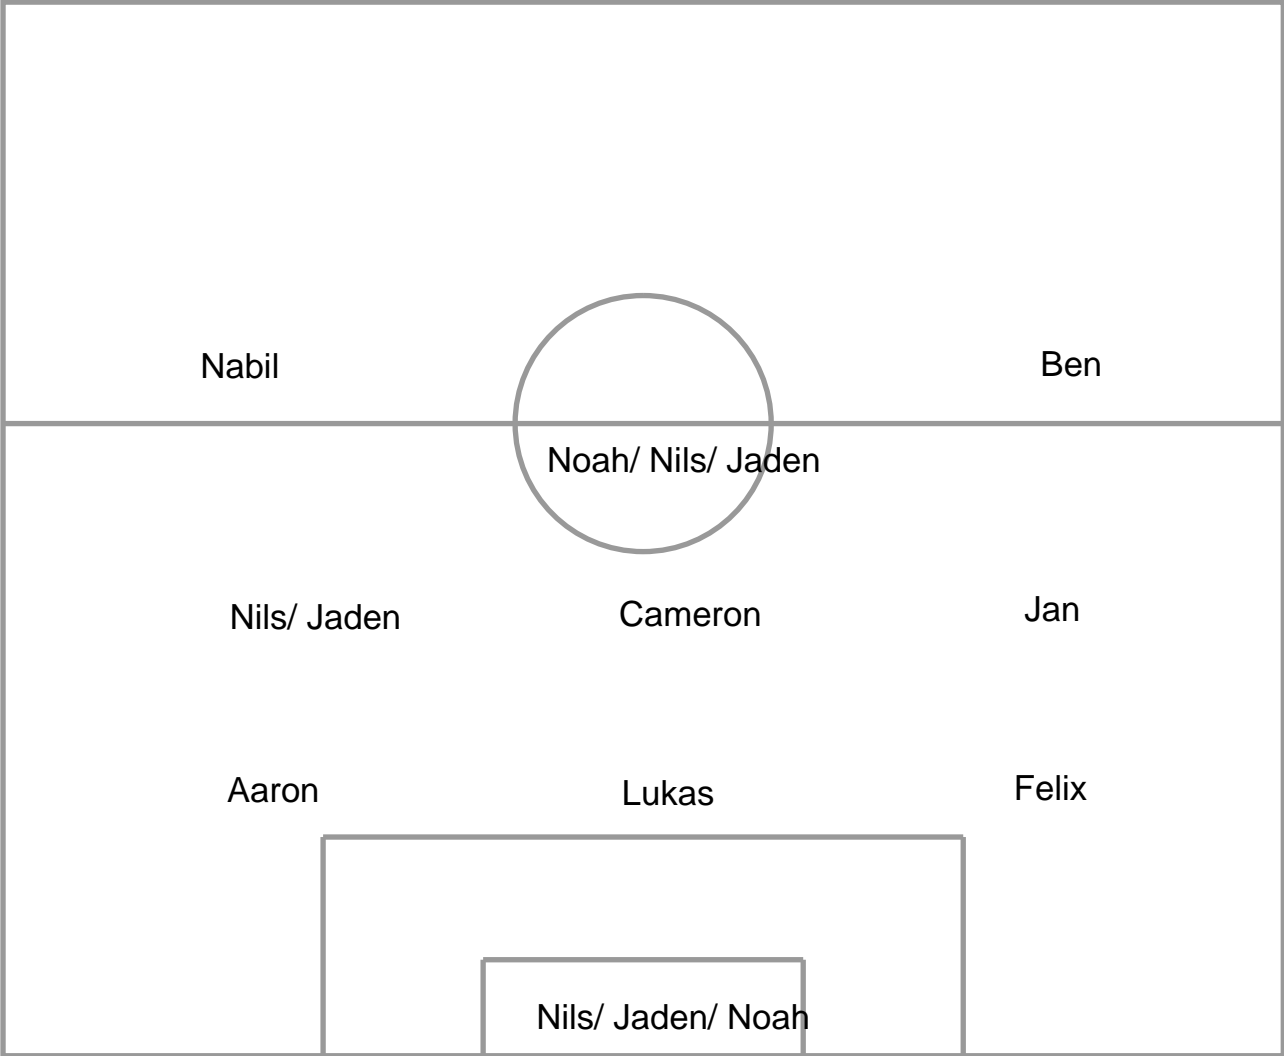 Nabil
Ben
Noah/ Nils/ Jaden
Nils/ Jaden
Cameron
Jan
Aaron
Lukas
Felix
Nils/ Jaden/ Noah